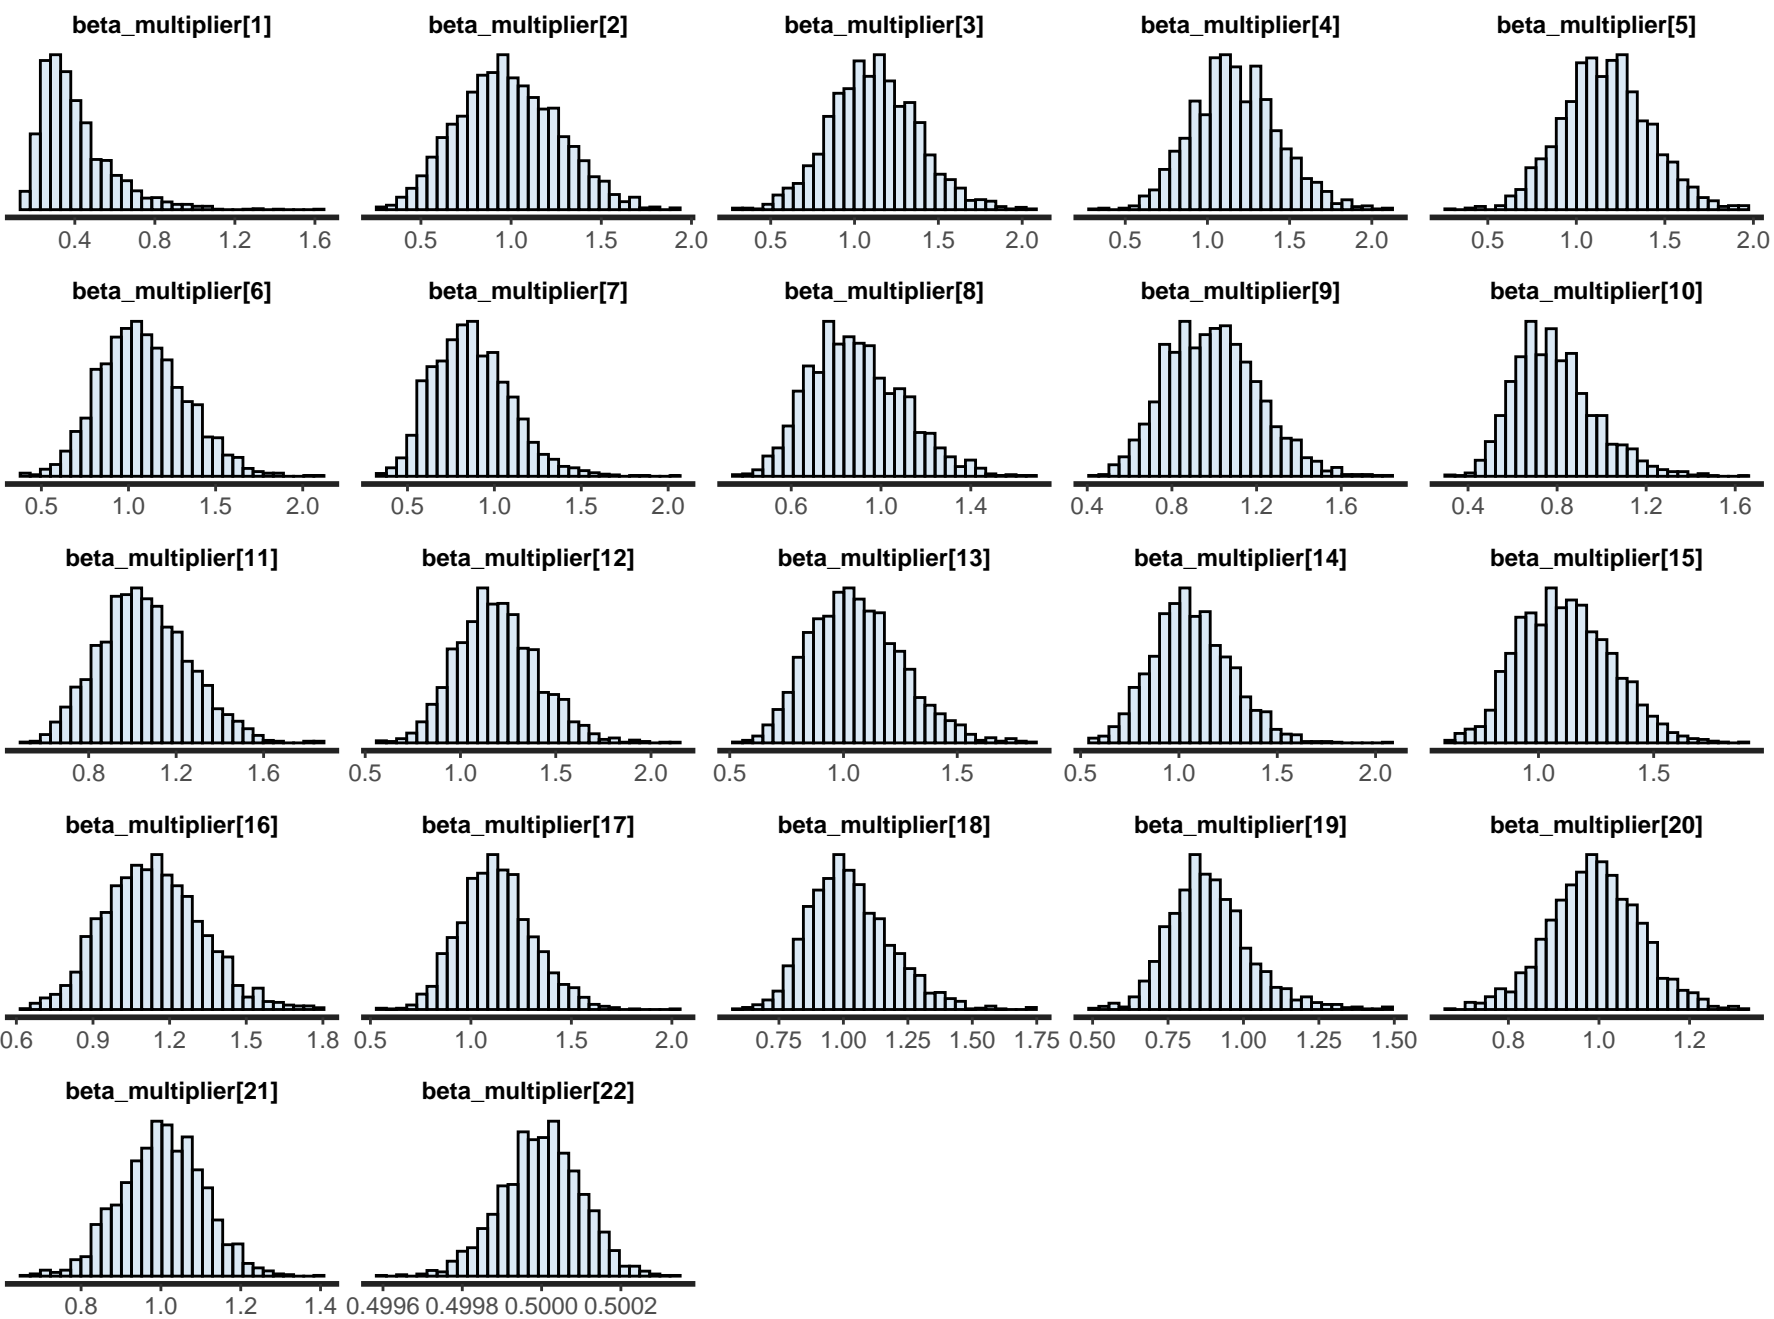 beta_multiplier[1] beta_multiplier[2] beta_multiplier[3] beta_multiplier[4] beta_multiplier[5]
0.4 0.8 1.2 1.6 0.5 1.0 1.5 2.0 0.5 1.0 1.5 2.0 0.5 1.0 1.5 2.0 0.5 1.0 1.5 2.0
beta_multiplier[6] beta_multiplier[7] beta_multiplier[8] beta_multiplier[9] beta_multiplier[10]
0.5 1.0 1.5 2.0 0.5 1.0 1.5 2.0 0.6 1.0 1.4 0.4 0.8 1.2 1.6 0.4 0.8 1.2 1.6
beta_multiplier[11] beta_multiplier[12] beta_multiplier[13] beta_multiplier[14] beta_multiplier[15]
0.8 1.2 1.6 0.5 1.0 1.5 2.0 0.5 1.0 1.5 0.5 1.0 1.5 2.0 1.0 1.5
beta_multiplier[16] beta_multiplier[17] beta_multiplier[18] beta_multiplier[19] beta_multiplier[20]
0.6 0.9 1.2 1.5 1.8 0.5 1.0 1.5 2.0 0.75 1.00 1.25 1.50 1.75 0.50 0.75 1.00 1.25 1.50 0.8 1.0 1.2
beta_multiplier[21] beta_multiplier[22]
0.8 1.0 1.2 1.4 0.4996 0.4998 0.5000 0.5002